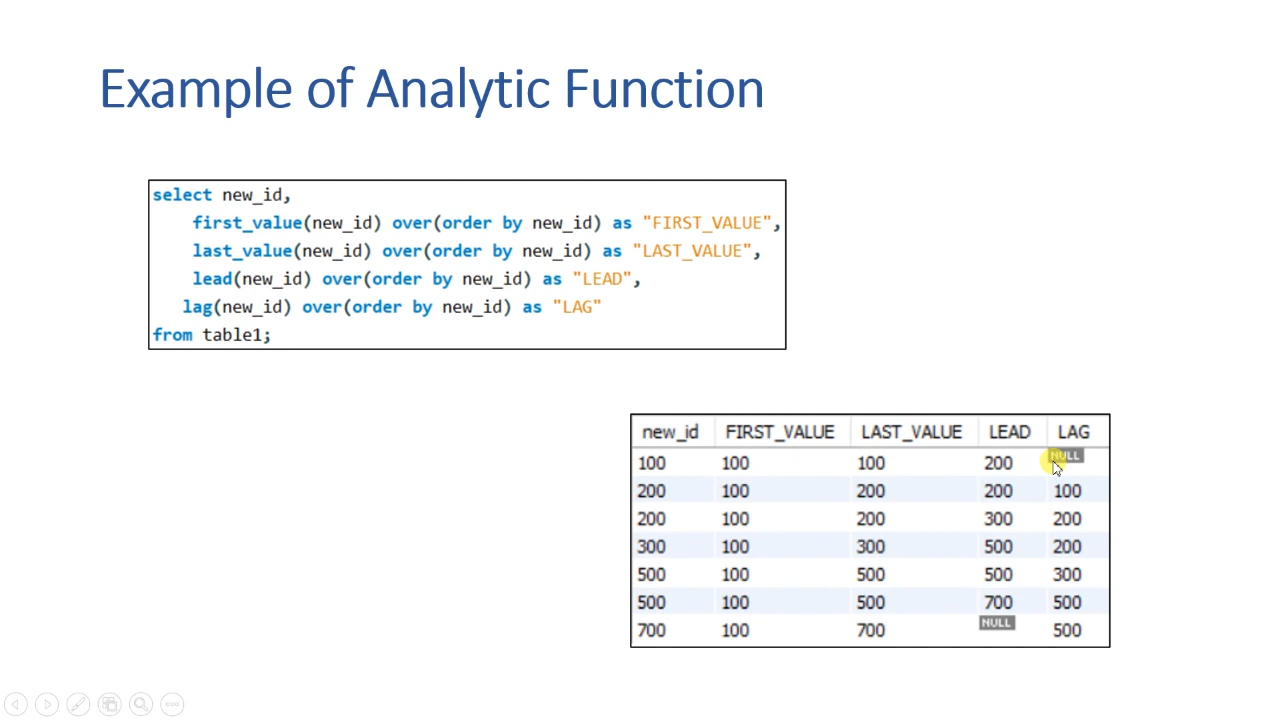 Example of Analytic Function
select new_id,
first_value(new_id) over(order by new_id) as "FIRST_VALUE",
last_value(new_id) over(order by new_id) as "LAST_VALUE",
lead(new_id) over(order by new_id) as "LEAD",
lag(new_id) over(order by new_id) as "LAG"
from table1;
new_id FIRST_VALUE LAST_VALUE LEAD LAG
100 100 100 200 NULL
200 100 200 200 100
200 100 200 300 200
300 100 300 500 200
500 100 500 500 300
500 100 500 700 500
700 100 700 NULL 500